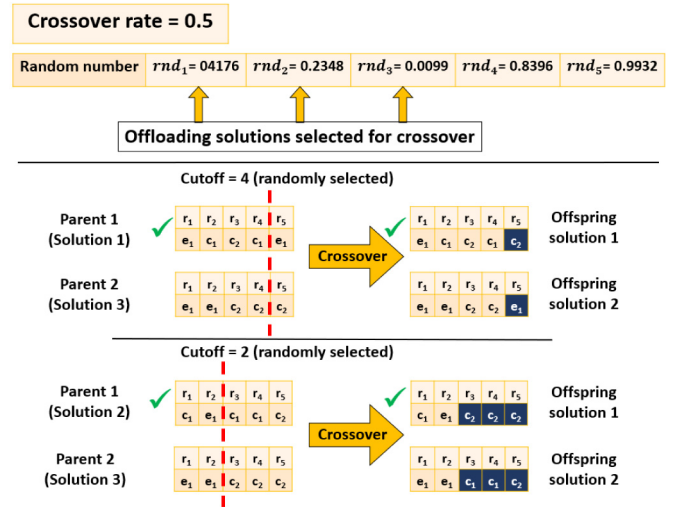 Crossover rate = 0.5
Random number rnd₁= 04176 rnd₂= 0.2348 rnd₃= 0.0099 rnd₄= 0.8396 rnd₅= 0.9932
Offloading solutions selected for crossover
Cutoff = 4 (randomly selected)
Parent 1
(Solution 1)
r₁ r₂ r₃ r₄ r₅
e₁ c₁ c₂ c₁ e₁
Crossover
r₁ r₂ r₃ r₄ r₅
e₁ c₁ c₂ c₁ c₂
Offspring
solution 1
Parent 2
(Solution 3)
r₁ r₂ r₃ r₄ r₅
e₁ e₁ c₂ c₂ c₂
r₁ r₂ r₃ r₄ r₅
e₁ e₁ c₂ c₂ e₁
Offspring
solution 2
Cutoff = 2 (randomly selected)
Parent 1
(Solution 2)
r₁ r₂ r₃ r₄ r₅
c₁ e₁ c₁ c₁ c₂
Crossover
r₁ r₂ r₃ r₄ r₅
c₁ e₁ c₂ c₂ c₂
Offspring
solution 1
Parent 2
(Solution 3)
r₁ r₂ r₃ r₄ r₅
e₁ e₁ c₂ c₂ c₂
r₁ r₂ r₃ r₄ r₅
e₁ e₁ c₁ c₁ c₂
Offspring
solution 2